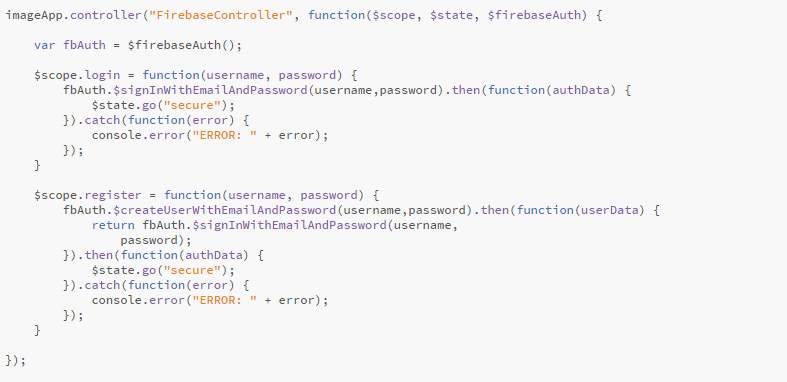 imageApp.controller("FirebaseController", function($scope, $state, $firebaseAuth) {
var fbAuth = $firebaseAuth();
$scope.login = function(username, password) {
fbAuth.$signInWithEmailAndPassword(username,password).then(function(authData) {
$state.go("secure");
}).catch(function(error) {
console.error("ERROR: " + error);
});
}
$scope.register = function(username, password) {
fbAuth.$createUserWithEmailAndPassword(username,password).then(function(userData) {
return fbAuth.$signInWithEmailAndPassword(username,
password);
}).then(function(authData) {
$state.go("secure");
}).catch(function(error) {
console.error("ERROR: " + error);
});
}
});